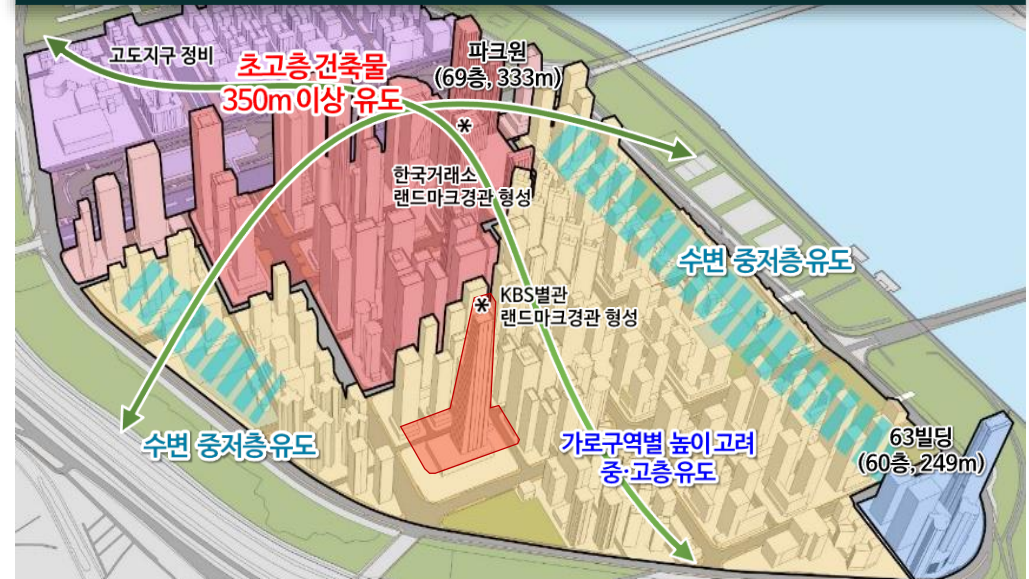 고도지구 정비
초고층 건축물
350m 이상 유도
파크원
(69층, 333m)
*
한국거래소
랜드마크경관 형성
수변 중저층 유도
*
KBS별관
랜드마크경관 형성
수변 중저층 유도
가로구역별 높이 고려
중·고층 유도
63빌딩
(60층, 249m)